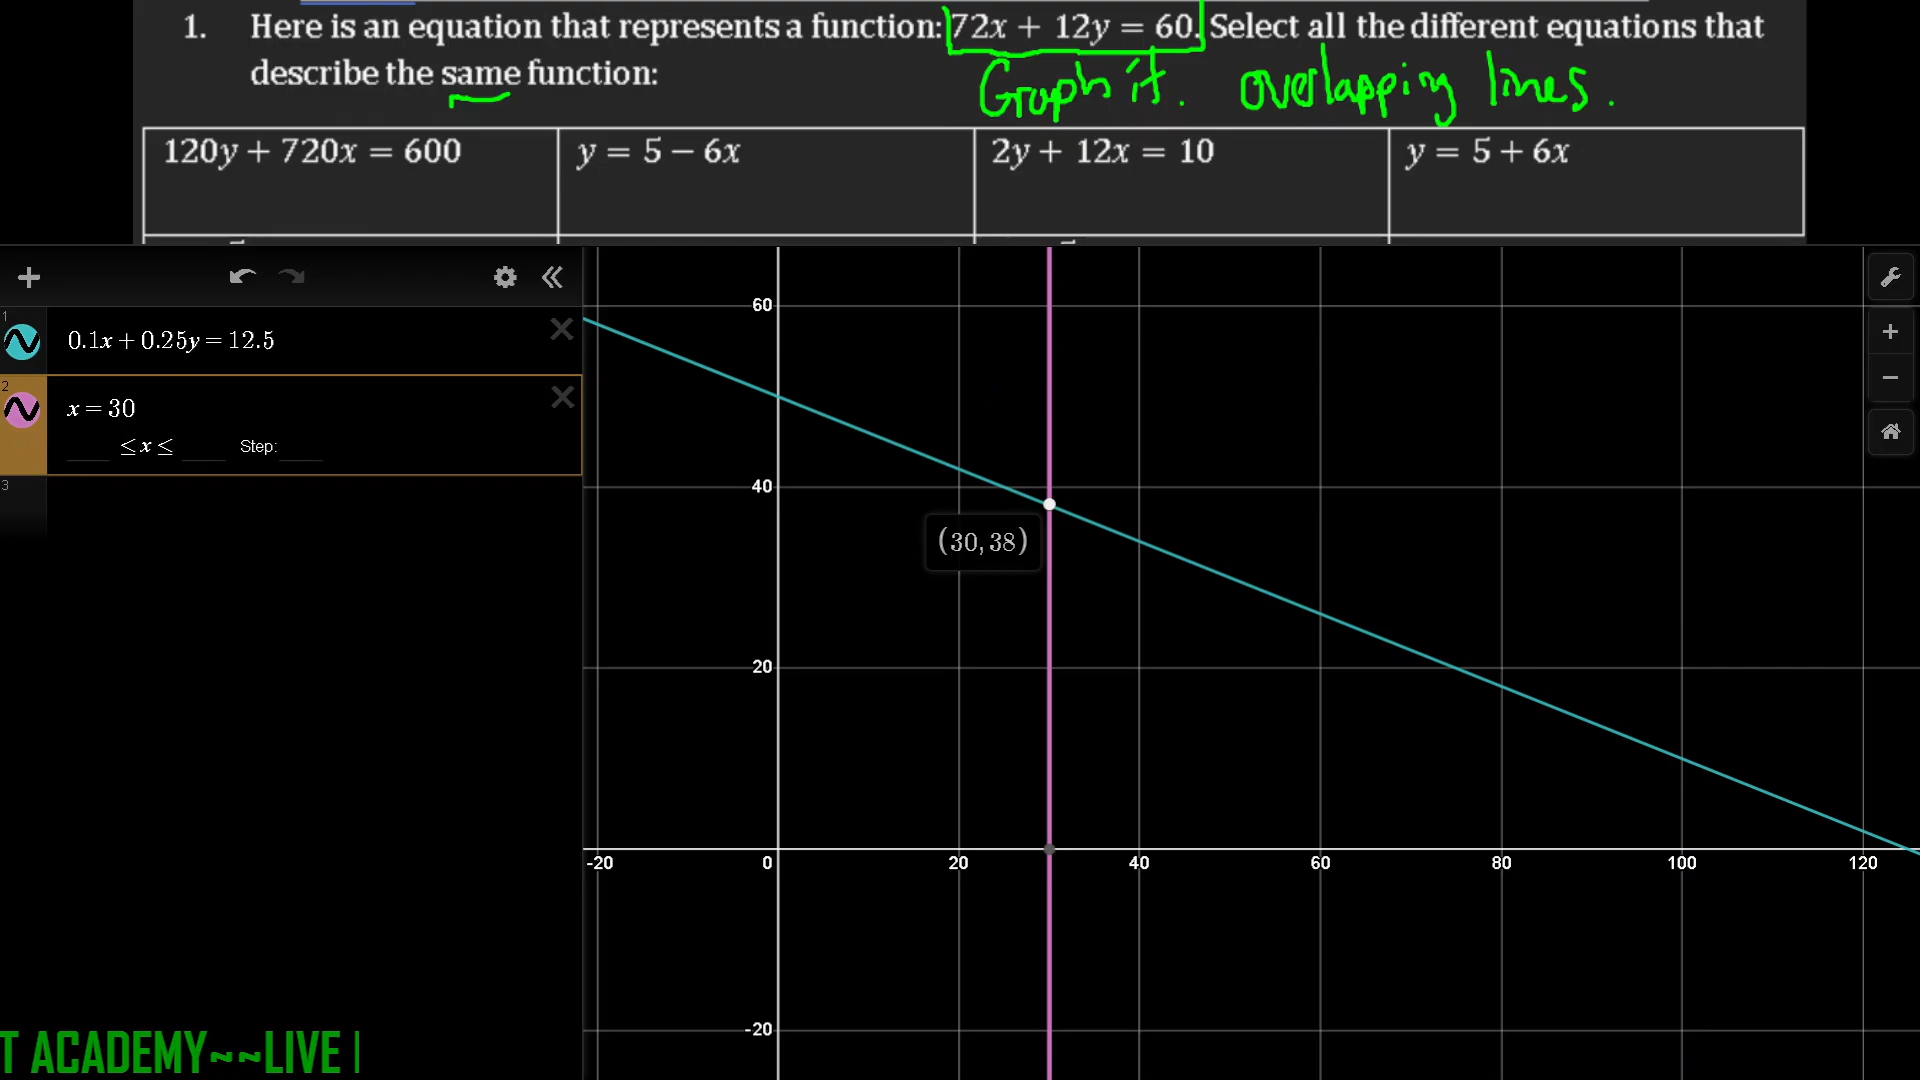 1. Here is an equation that represents a function: 72x + 12y = 60. Select all the different equations that
describe the same function:
Graph it. overlapping lines.
120y + 720x = 600
y = 5 − 6x
2y + 12x = 10
y = 5 + 6x
1
0.1x + 0.25y = 12.5
2
x = 30
≤ x ≤ Step:
3
60
40
(30, 38)
20
-20 0 20 40 60 80 100 120
-20
T ACADEMY~~LIVE |